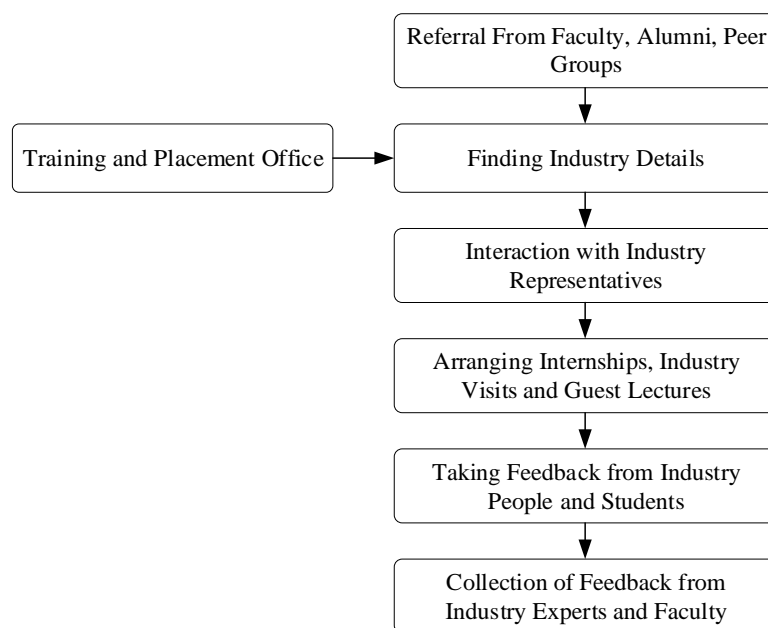 Referral From Faculty, Alumni, Peer
Groups
Training and Placement Office
Finding Industry Details
Interaction with Industry
Representatives
Arranging Internships, Industry
Visits and Guest Lectures
Taking Feedback from Industry
People and Students
Collection of Feedback from
Industry Experts and Faculty